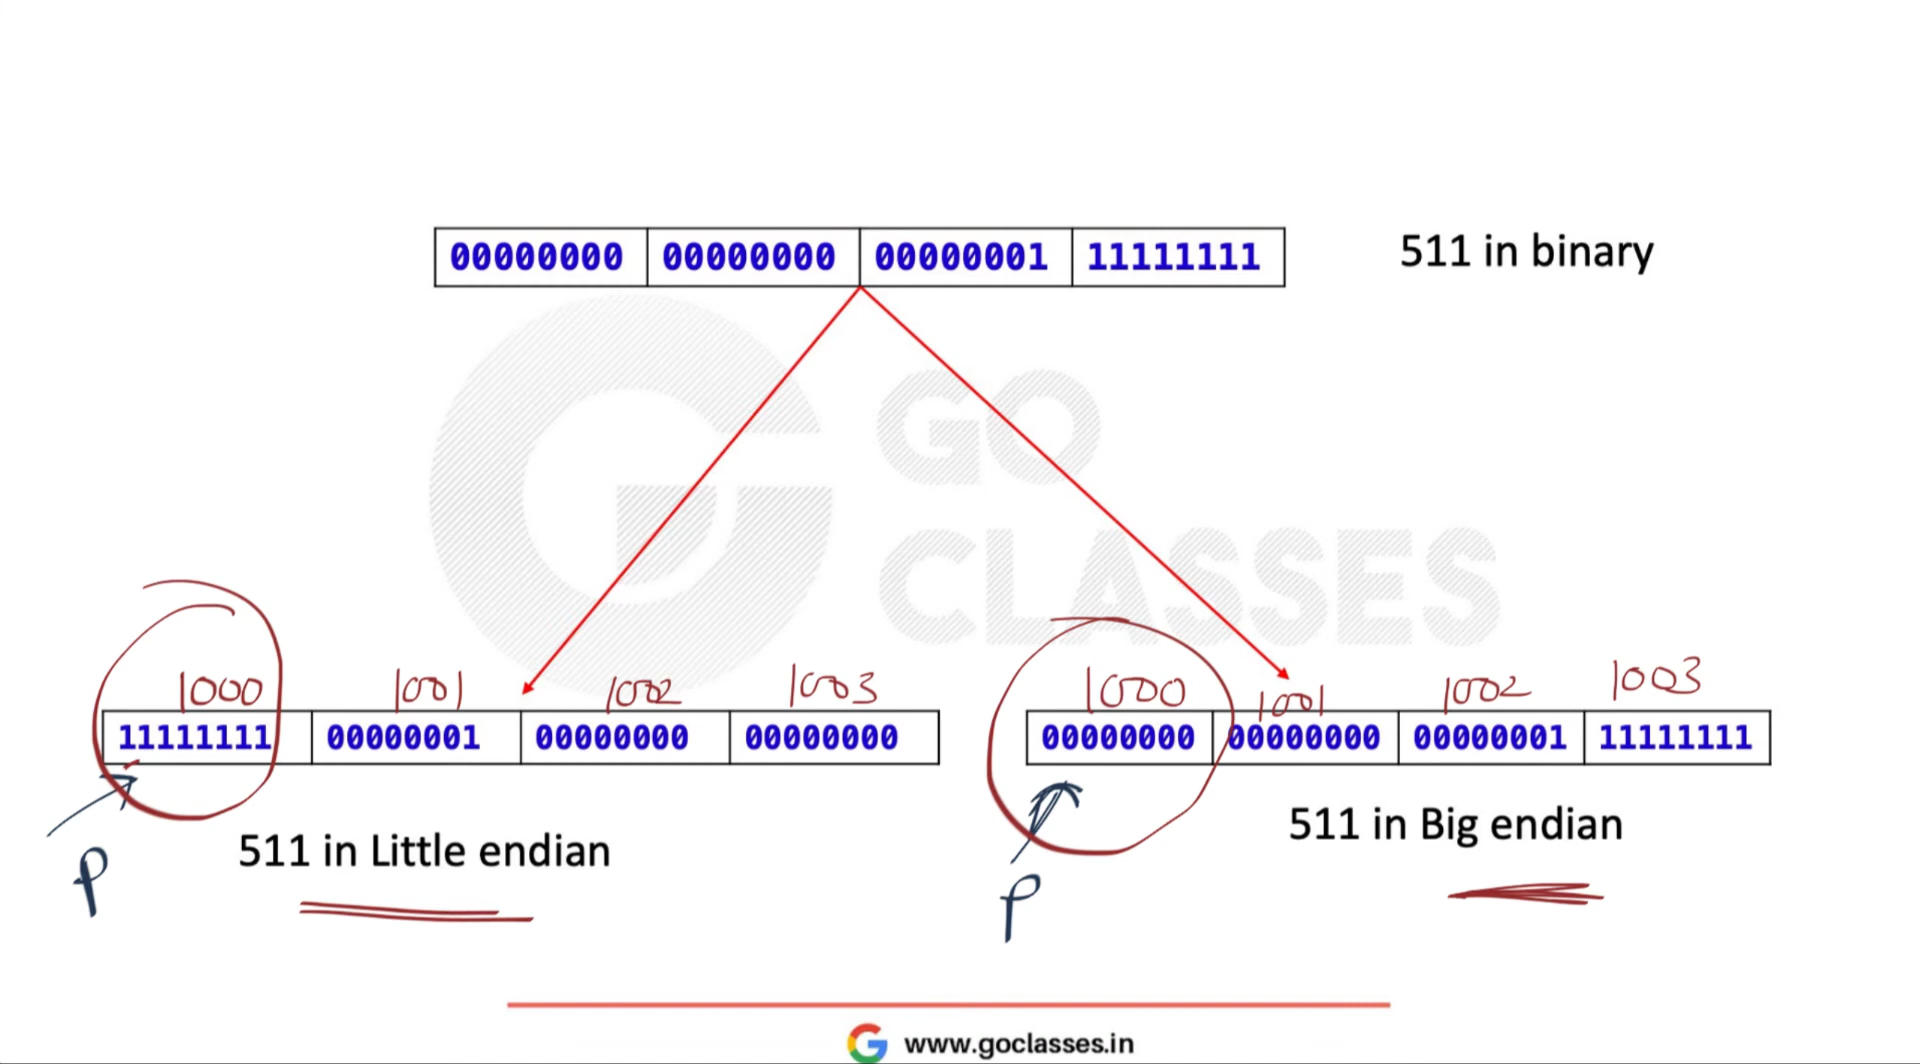 00000000 00000000 00000001 11111111 511 in binary
GO
CLASSES
1000 1001 1002 1003
11111111 00000001 00000000 00000000
P
511 in Little endian
1000 1001 1002 1003
00000000 00000000 00000001 11111111
P
511 in Big endian
www.goclasses.in